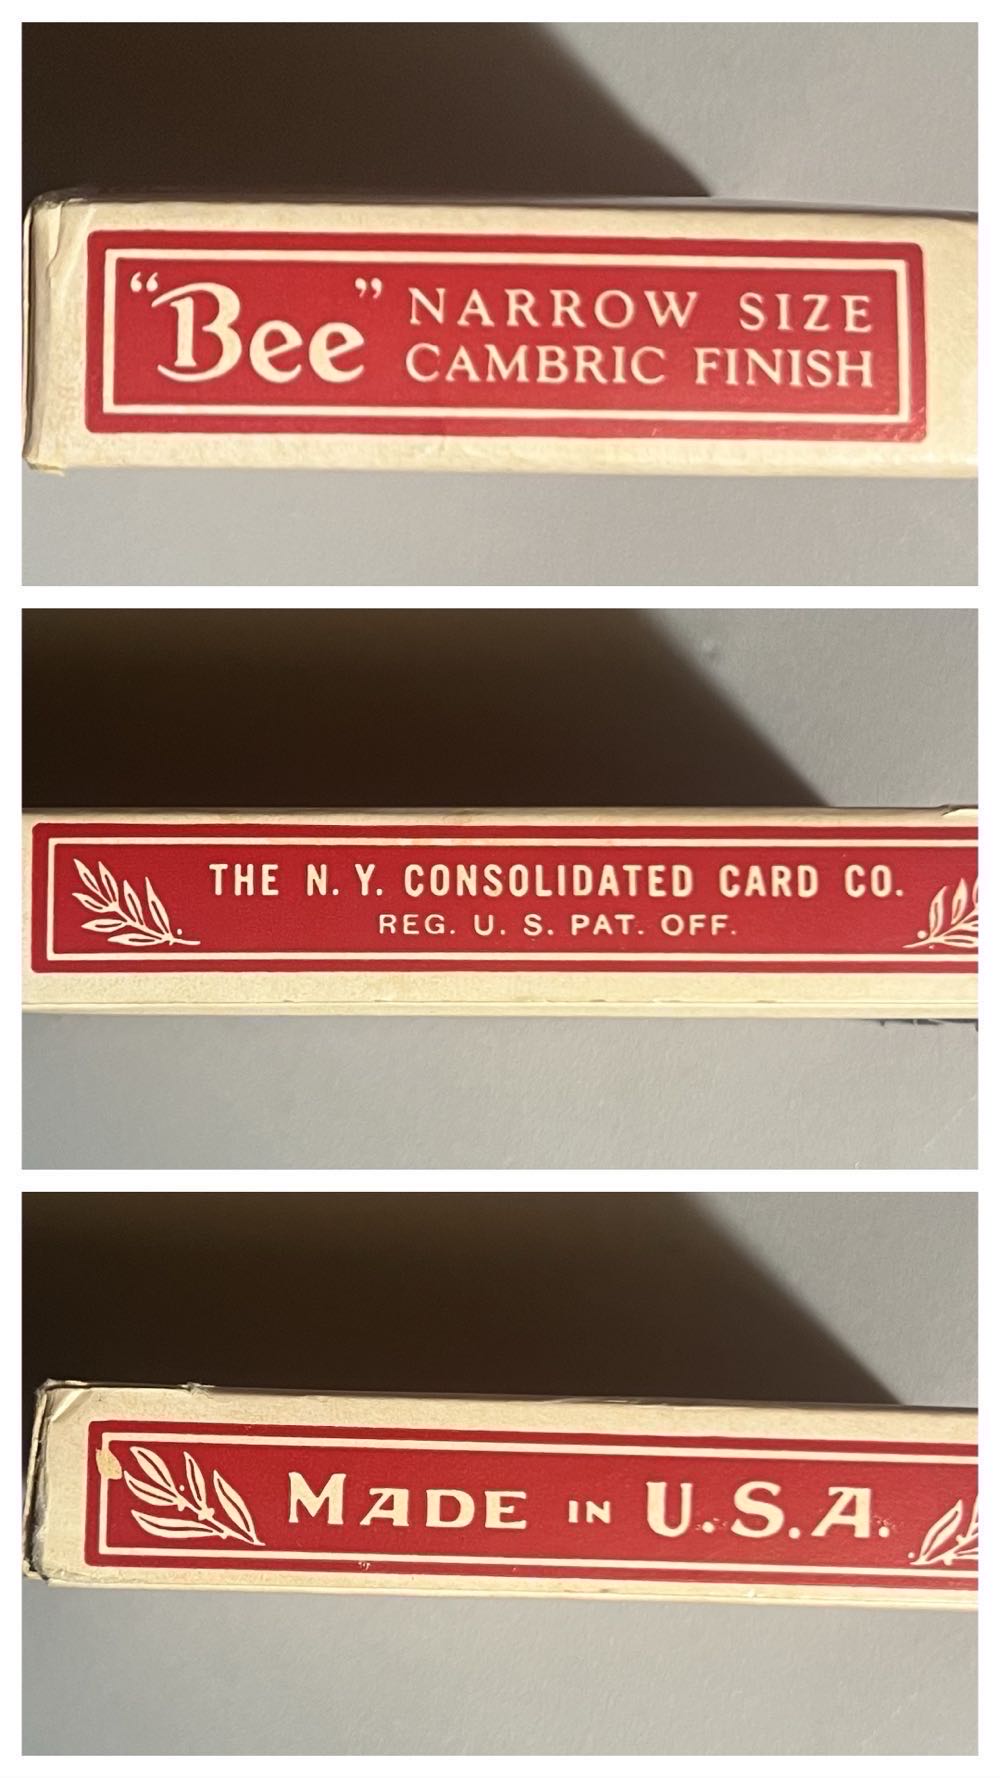 “Bee” NARROW SIZE
CAMBRIC FINISH
THE N. Y. CONSOLIDATED CARD CO.
REG. U. S. PAT. OFF.
MADE IN U.S.A.